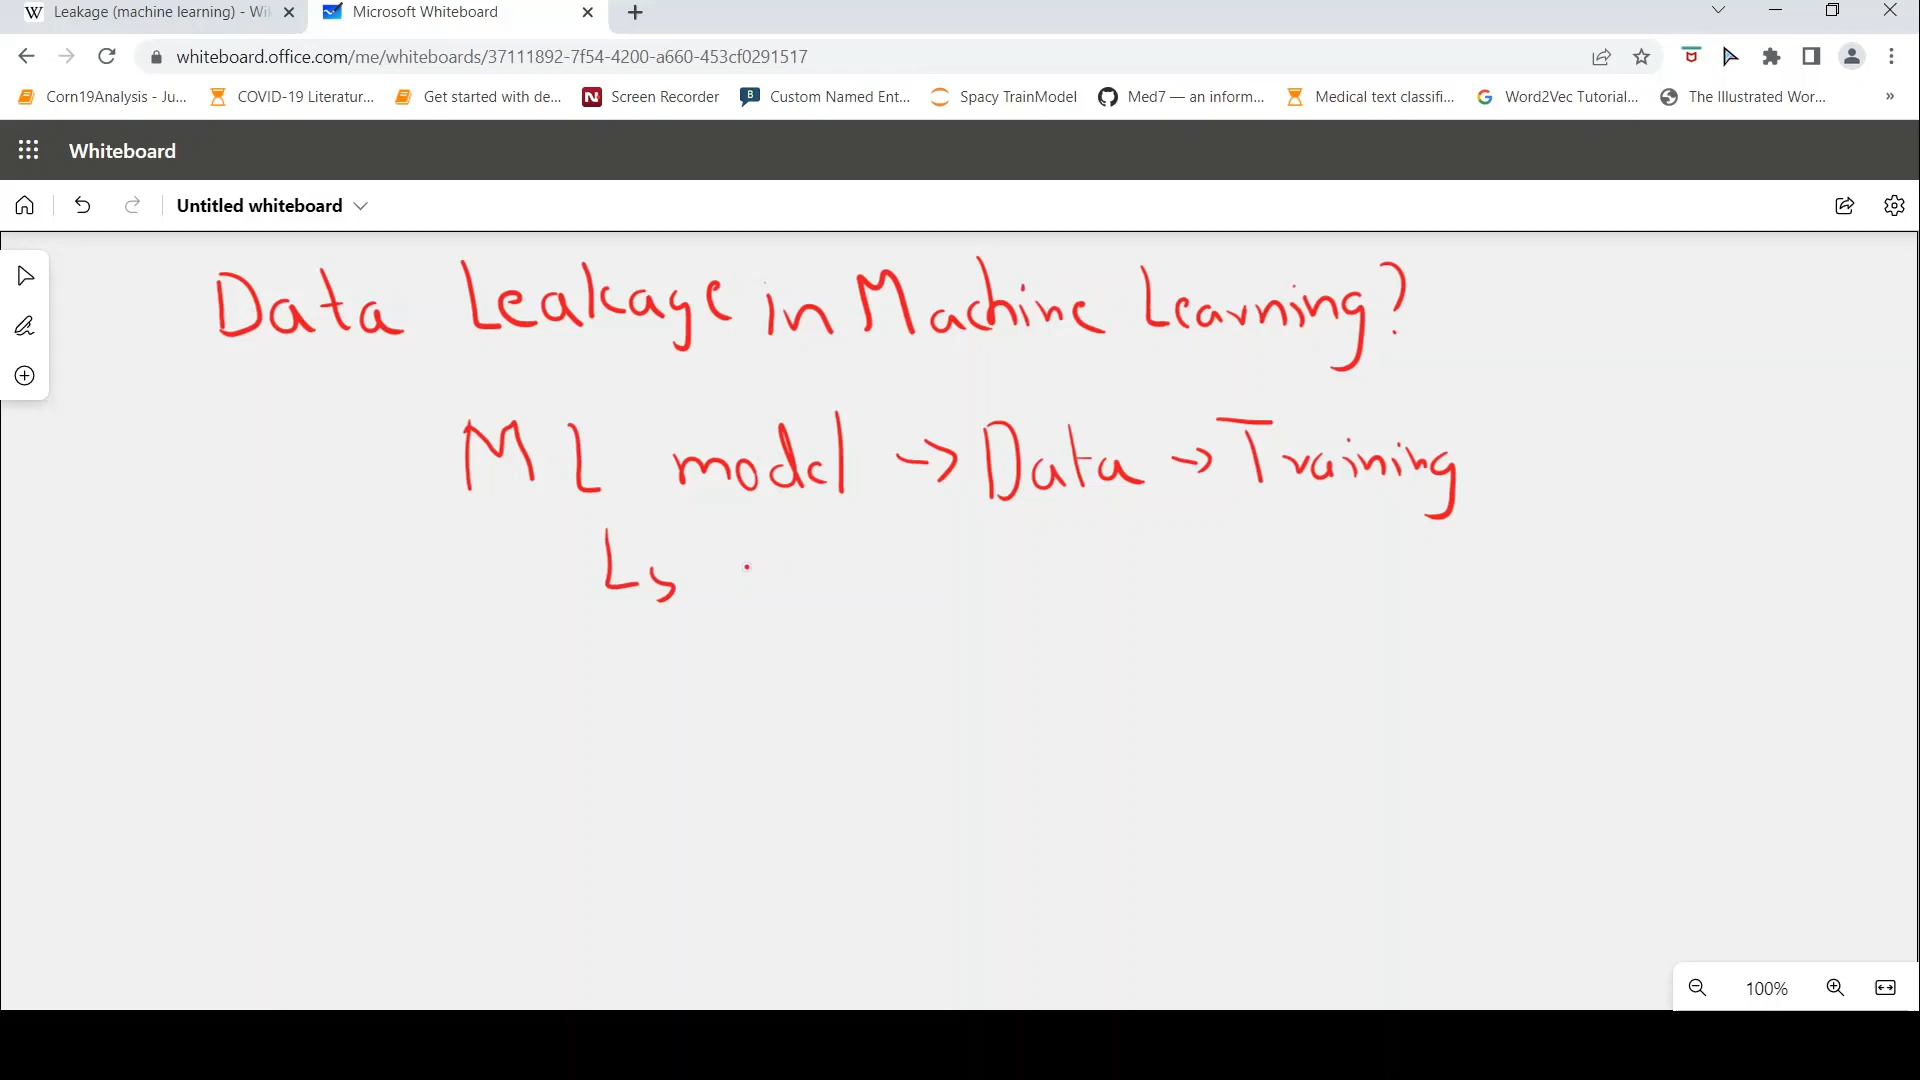 Leakage (machine learning) - Wi
Microsoft Whiteboard
whiteboard.office.com/me/whiteboards/37111892-7f54-4200-a660-453cf0291517
Corn19Analysis - Ju... COVID-19 Literatur... Get started with de... Screen Recorder Custom Named Ent... Spacy TrainModel Med7 — an inform... Medical text classifi... Word2Vec Tutorial... The Illustrated Wor... »
Whiteboard
Untitled whiteboard
Data Leakage in Machine Learning?
ML model -> Data -> Training
100%